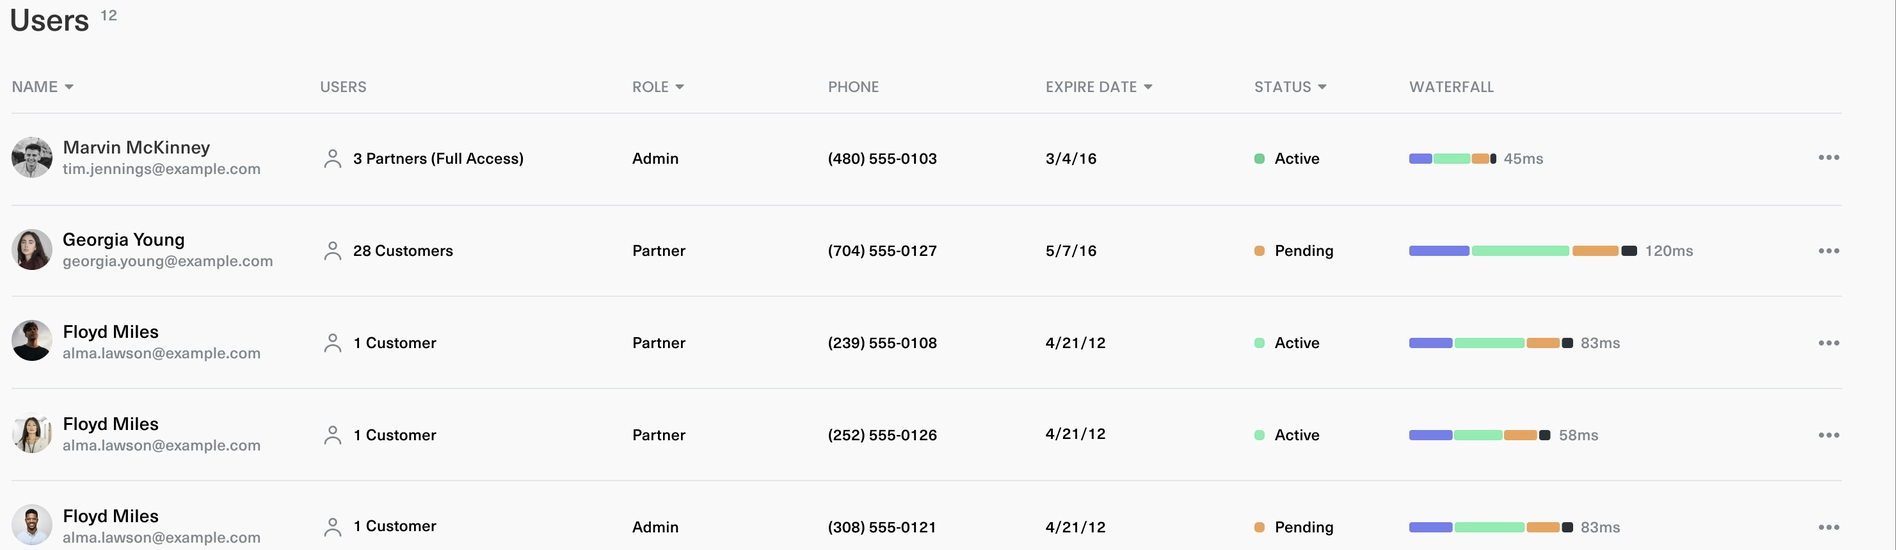 Users 12
NAME USERS ROLE PHONE EXPIRE DATE STATUS WATERFALL
Marvin McKinney
tim.jennings@example.com
3 Partners (Full Access) Admin (480) 555-0103 3/4/16 Active 45ms
Georgia Young
georgia.young@example.com
28 Customers Partner (704) 555-0127 5/7/16 Pending 120ms
Floyd Miles
alma.lawson@example.com
1 Customer Partner (239) 555-0108 4/21/12 Active 83ms
Floyd Miles
alma.lawson@example.com
1 Customer Partner (252) 555-0126 4/21/12 Active 58ms
Floyd Miles
alma.lawson@example.com
1 Customer Admin (308) 555-0121 4/21/12 Pending 83ms